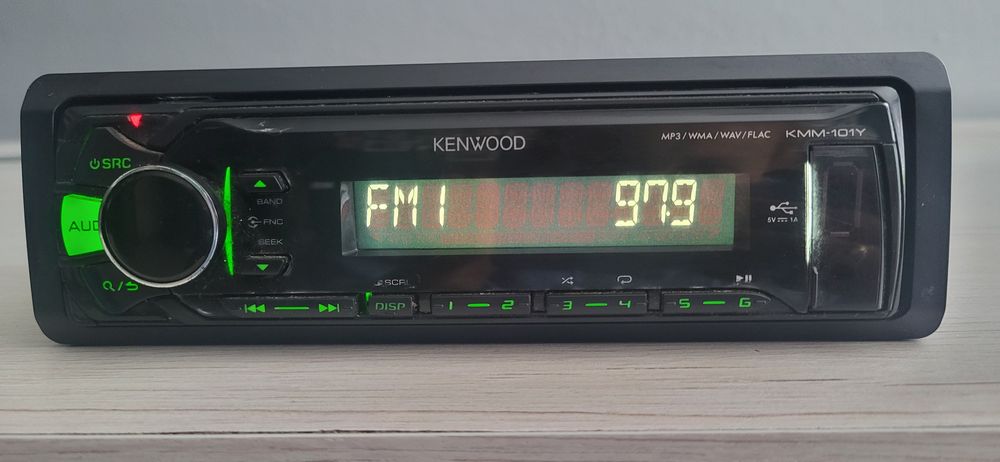 KENWOOD
MP3/WMA/WAV/FLAC KMM-101Y
SRC
FM1 97.9
AUD
BAND
FNC
SEEK
5V 1A
SCRL
DISP 1 2 3 4 5 6